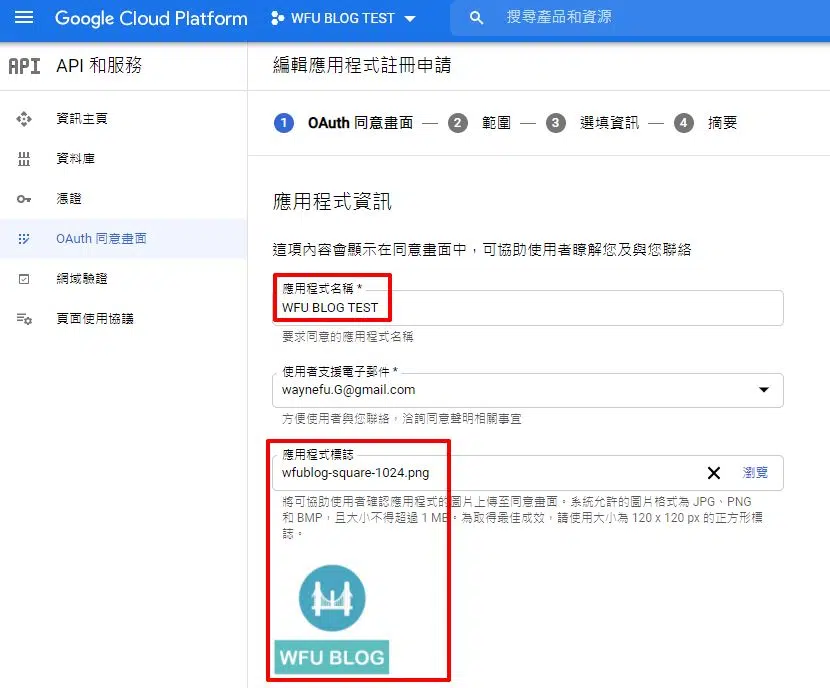 Google Cloud Platform
WFU BLOG TEST
搜尋產品和資源
API
API 和服務
編輯應用程式註冊申請
資訊主頁
資料庫
憑證
OAuth 同意畫面
網域驗證
頁面使用協議
1 OAuth 同意畫面 — 2 範圍 — 3 選填資訊 — 4 摘要
應用程式資訊
這項內容會顯示在同意畫面中，可協助使用者瞭解您及與您聯絡
應用程式名稱 *
WFU BLOG TEST
要求同意的應用程式名稱
使用者支援電子郵件 *
waynefu.G@gmail.com
方便使用者與您聯絡，洽詢同意聲明相關事宜
應用程式標誌
wfublog-square-1024.png
瀏覽
將可協助使用者確認應用程式的圖片上傳至同意畫面。系統允許的圖片格式為 JPG、PNG
和 BMP，且大小不得超過 1 MB。為取得最佳成效，請使用大小為 120 x 120 px 的正方形標
誌。
WFU BLOG